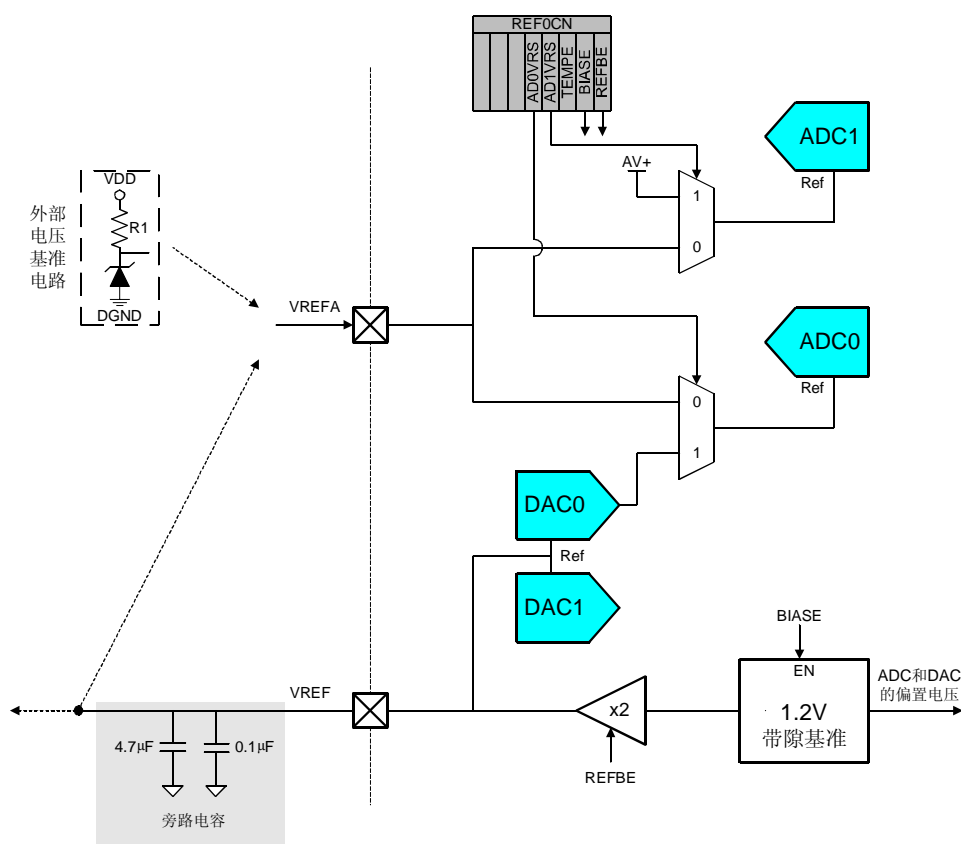 REF0CN
AD0VRS
AD1VRS
TEMPE
BIASE
REFBE
ADC1
Ref
AV+
1
0
VDD
R1
DGND
外部
电压
基准
电路
VREFA
ADC0
Ref
0
1
DAC0
Ref
DAC1
BIASE
EN
1.2V
带隙基准
ADC和DAC
的偏置电压
VREF
x2
REFBE
4.7μF
0.1μF
旁路电容